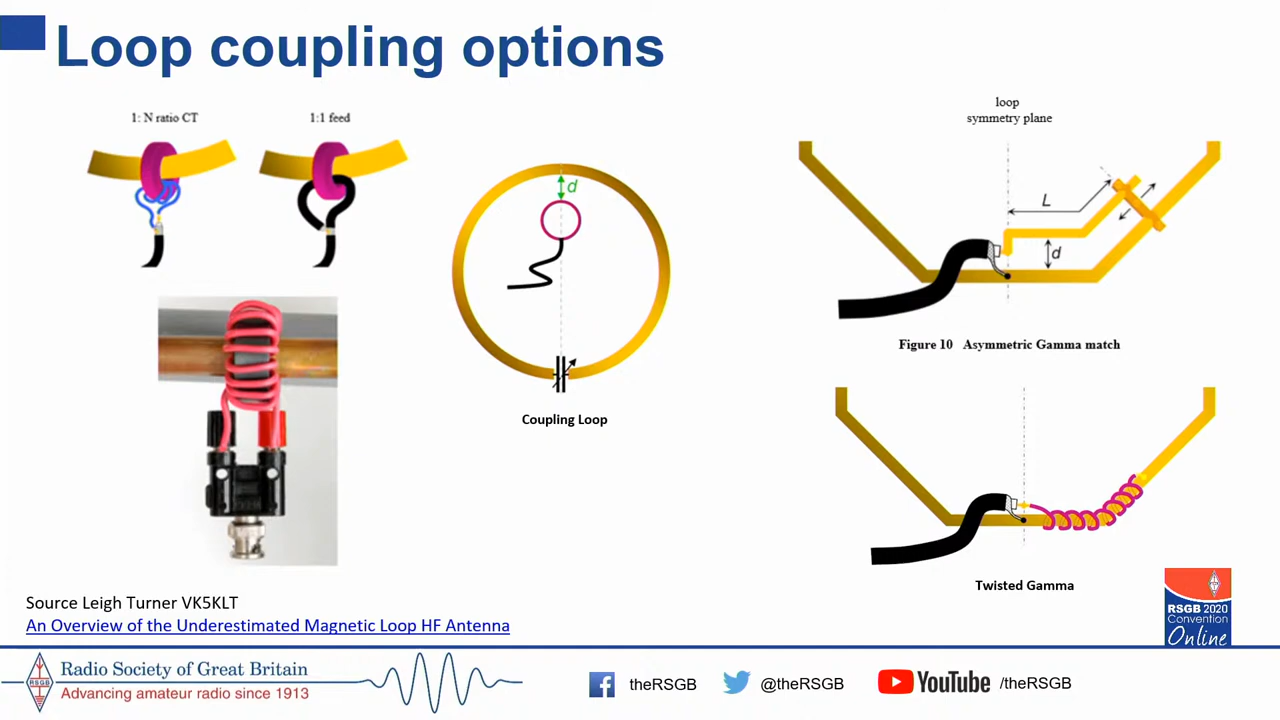 Loop coupling options
1: N ratio CT
1:1 feed
d
Coupling Loop
loop
symmetry plane
L
d
Figure 10 Asymmetric Gamma match
Twisted Gamma
Source Leigh Turner VK5KLT
An Overview of the Underestimated Magnetic Loop HF Antenna
RSGB 2020
Convention
Online
RSGB
Radio Society of Great Britain
Advancing amateur radio since 1913
theRSGB
@theRSGB
YouTube /theRSGB